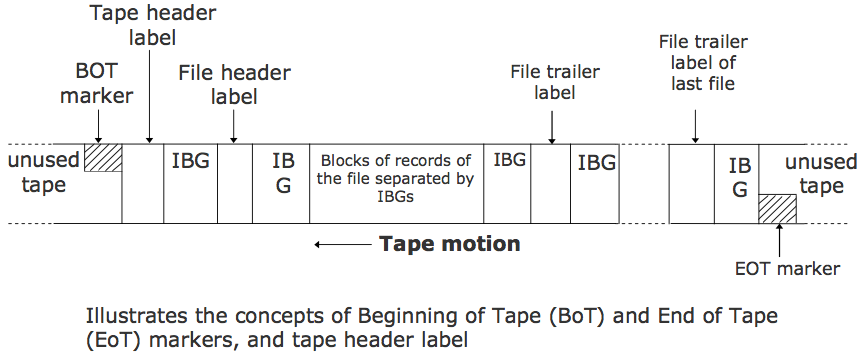 Tape header
label
BOT
marker
File header
label
File trailer
label
File trailer
label of
last file
unused
tape
IBG
IB
G
Blocks of records of
the file separated by
IBGs
IBG
IBG
IB
G
unused
tape
Tape motion
EOT marker
Illustrates the concepts of Beginning of Tape (BoT) and End of Tape
(EoT) markers, and tape header label